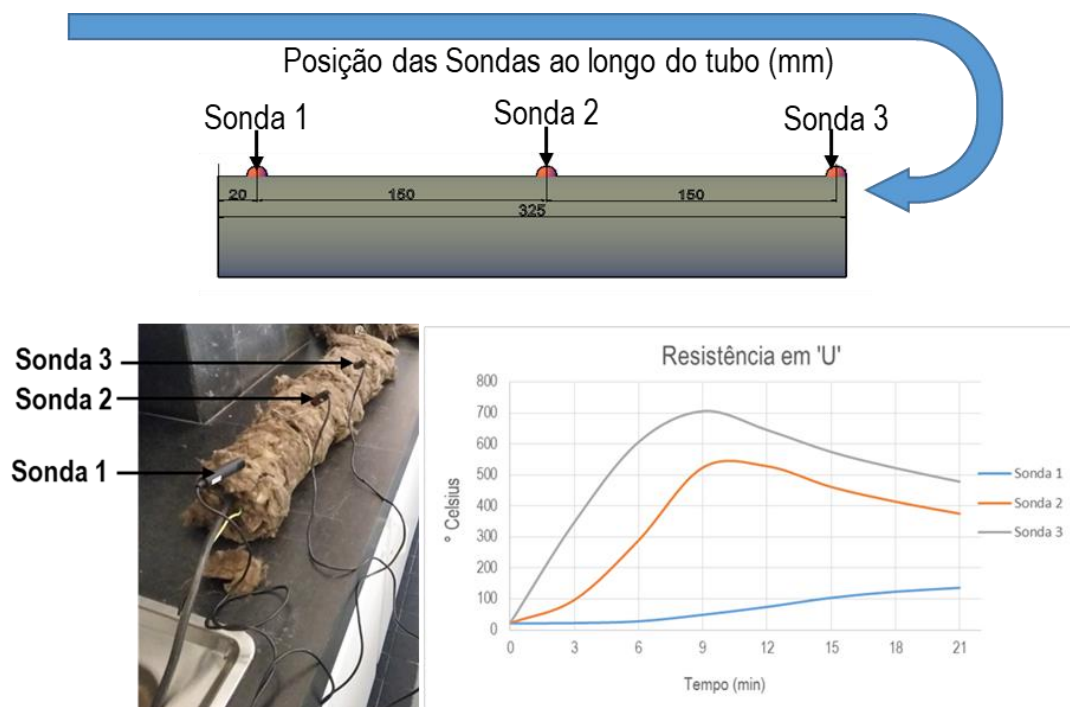 Posição das Sondas ao longo do tubo (mm)
Sonda 1
Sonda 2
Sonda 3
20
150
150
325
Sonda 3
Sonda 2
Sonda 1
Resistência em 'U'
º Celsius
800
700
600
500
400
300
200
100
0
0 3 6 9 12 15 18 21
Tempo (min)
Sonda 1
Sonda 2
Sonda 3